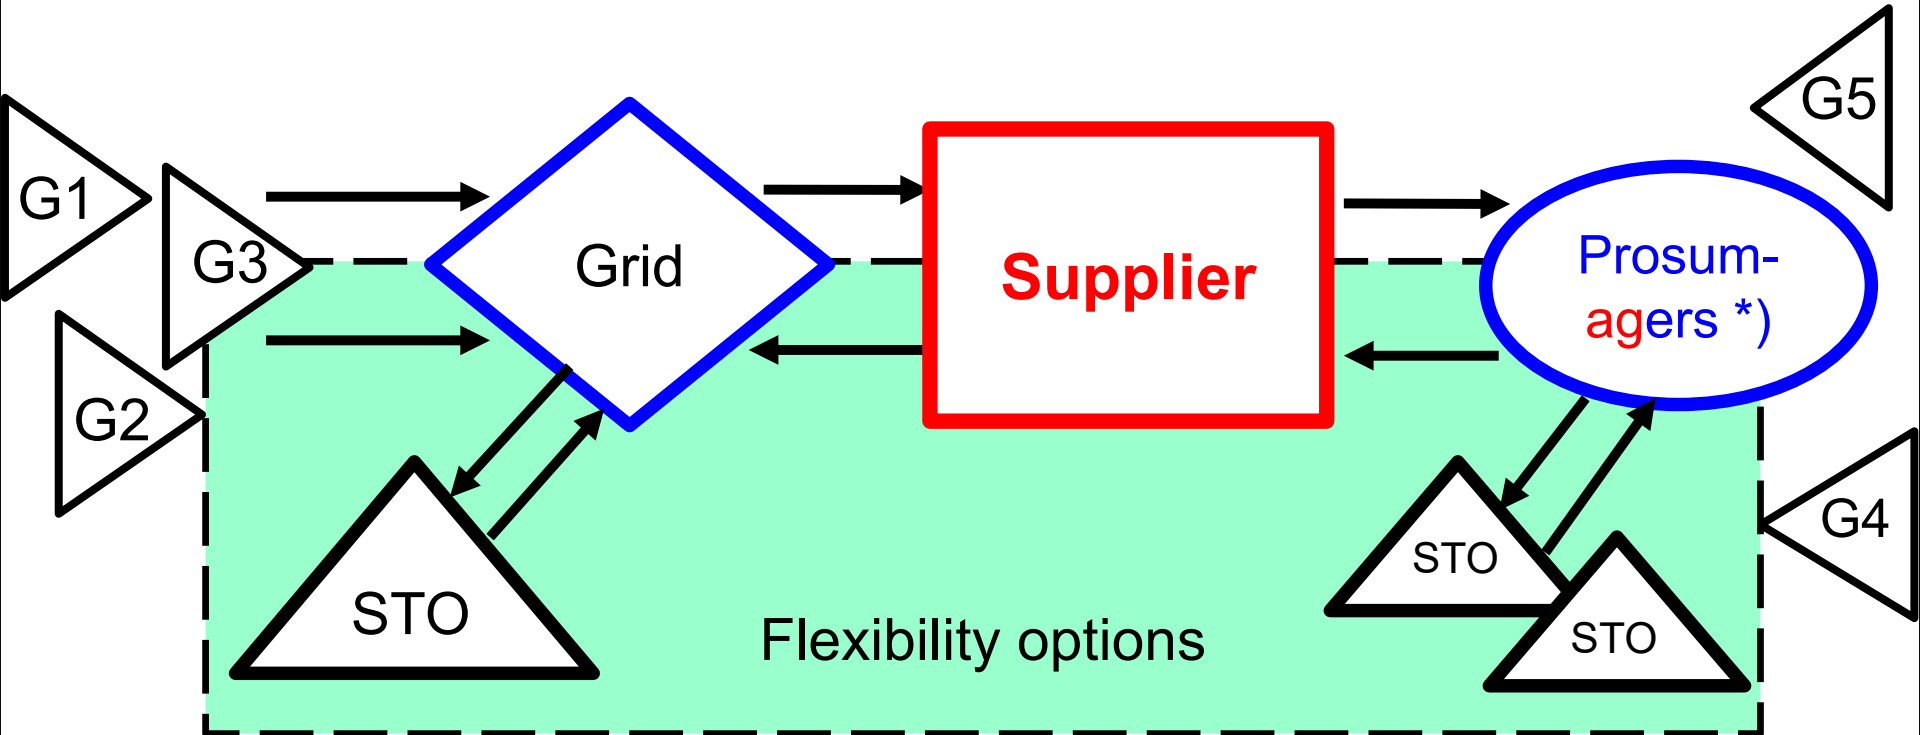 G1
G3
G2
Grid
Supplier
Prosum-
agers *)
G5
G4
STO
STO
STO
Flexibility options